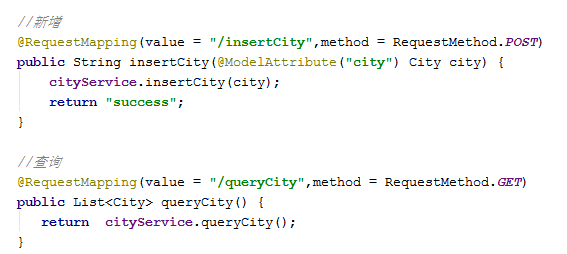 //新增
@RequestMapping(value = "/insertCity",method = RequestMethod.POST)
public String insertCity(@ModelAttribute("city") City city) {
    cityService.insertCity(city);
    return "success";
}

//查询
@RequestMapping(value = "/queryCity",method = RequestMethod.GET)
public List<City> queryCity() {
   return  cityService.queryCity();
}